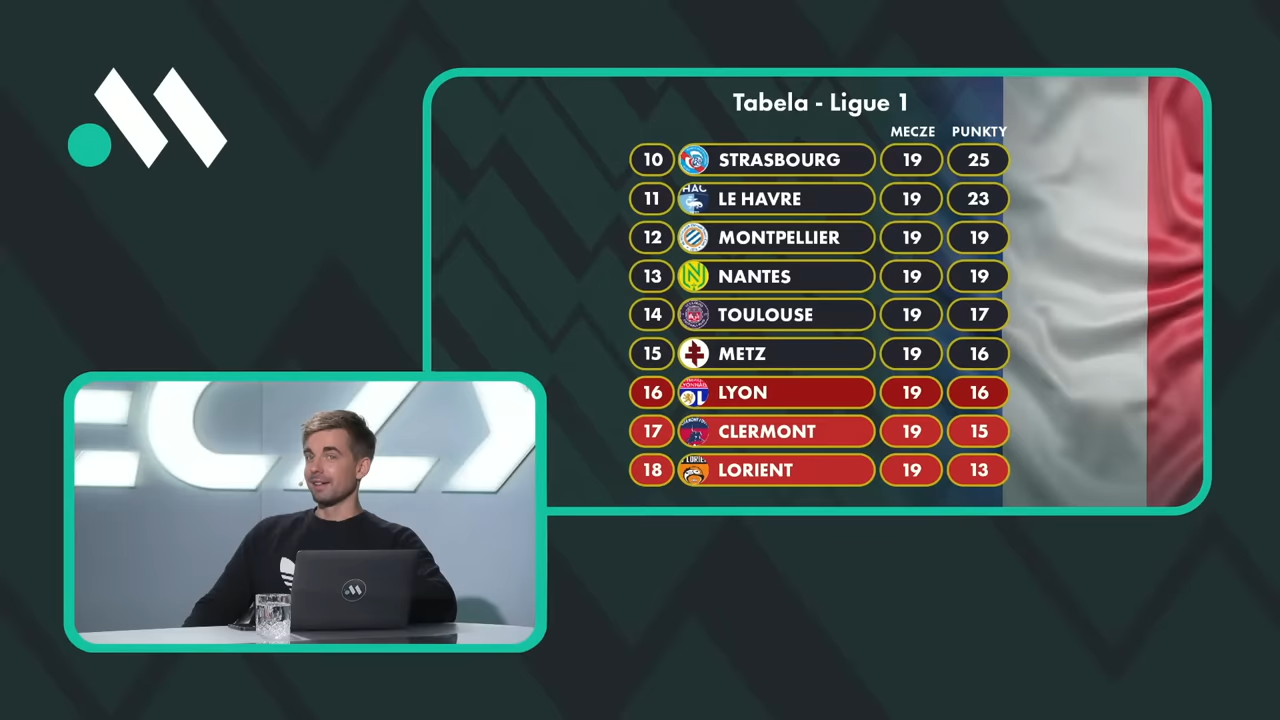 Tabela - Ligue 1
MECZE PUNKTY
10 STRASBOURG 19 25
11 LE HAVRE 19 23
12 MONTPELLIER 19 19
13 NANTES 19 19
14 TOULOUSE 19 17
15 METZ 19 16
16 LYON 19 16
17 CLERMONT 19 15
18 LORIENT 19 13